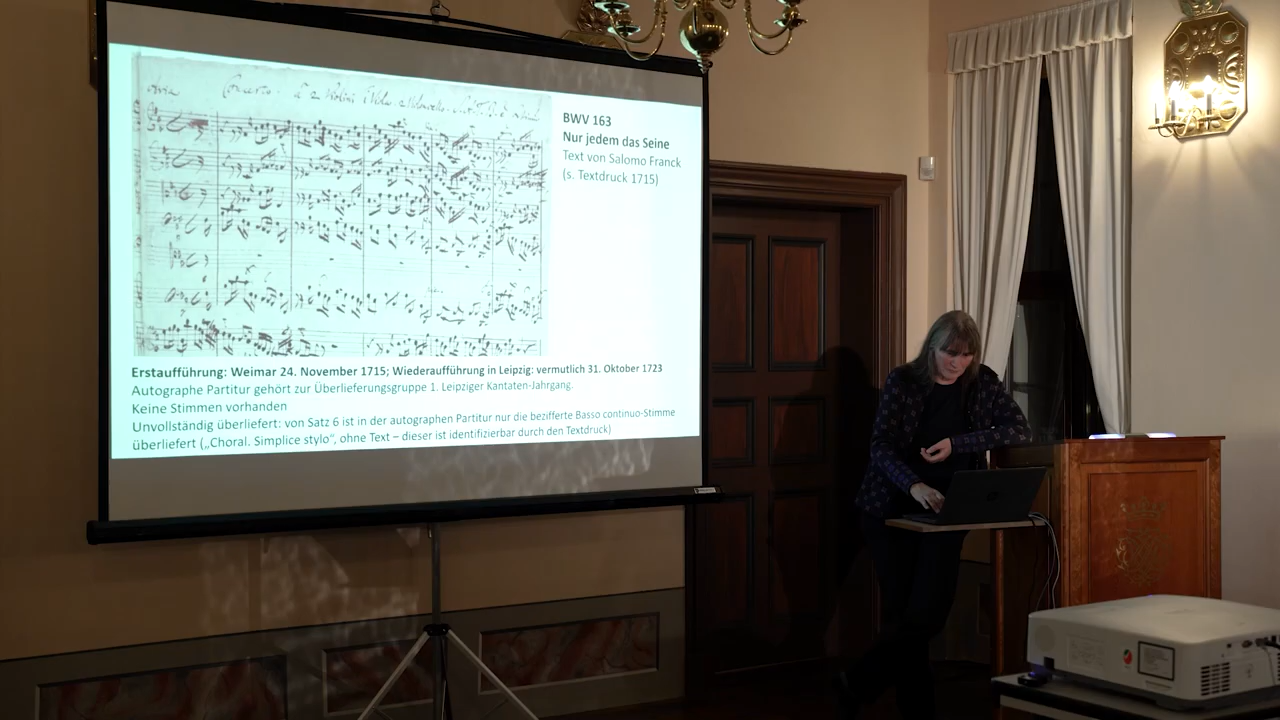 Aria Concerto.
BWV 163
Nur jedem das Seine
Text von Salomo Franck
(s. Textdruck 1715)
Erstaufführung: Weimar 24. November 1715; Wiederaufführung in Leipzig: vermutlich 31. Oktober 1723
Autographe Partitur gehört zur Überlieferungsgruppe 1. Leipziger Kantaten-Jahrgang.
Keine Stimmen vorhanden
Unvollständig überliefert: von Satz 6 ist in der autographen Partitur nur die bezifferte Basso continuo-Stimme
überliefert („Choral. Simplice stylo“, ohne Text – dieser ist identifizierbar durch den Textdruck)